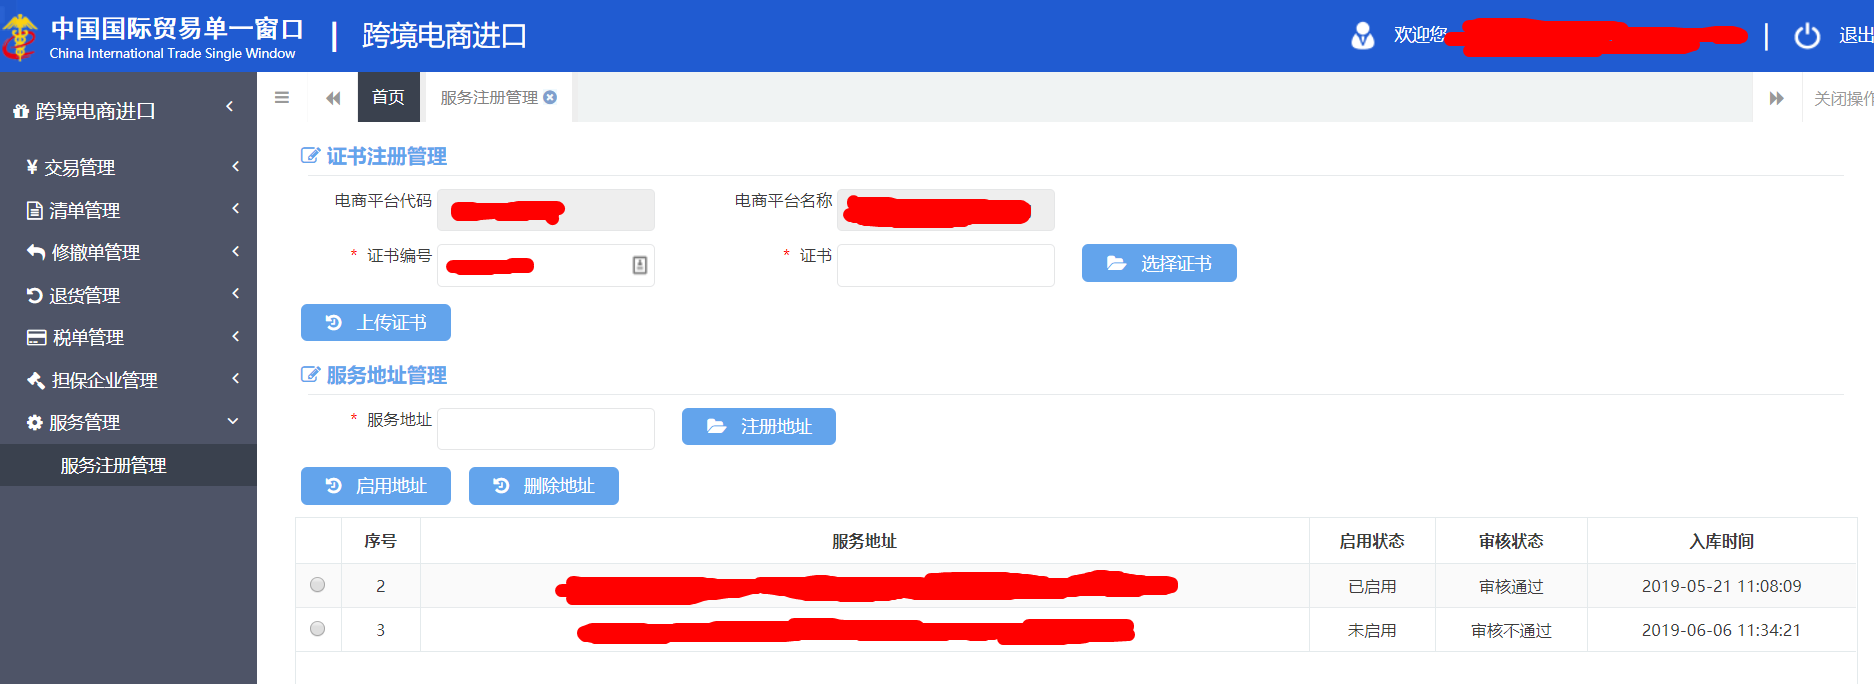 中国国际贸易单一窗口
China International Trade Single Window
跨境电商进口
欢迎您
退出
跨境电商进口
首页
服务注册管理
关闭操作
交易管理
清单管理
修撤单管理
退货管理
税单管理
担保企业管理
服务管理
服务注册管理
证书注册管理
电商平台代码
电商平台名称
* 证书编号
* 证书
选择证书
上传证书
服务地址管理
* 服务地址
注册地址
启用地址 删除地址
序号 服务地址 启用状态 审核状态 入库时间
2 已启用 审核通过 2019-05-21 11:08:09
3 未启用 审核不通过 2019-06-06 11:34:21